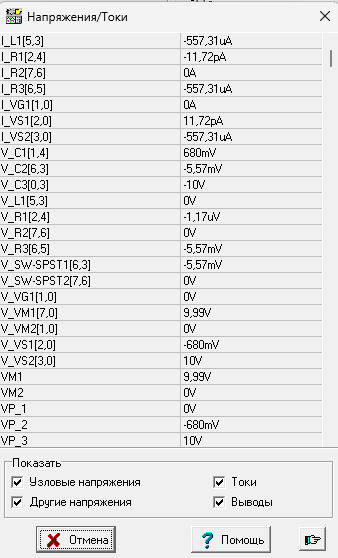 Напряжения/Токи
I_L1[5,3] -557,31uA
I_R1[2,4] -11,72pA
I_R2[7,6] 0A
I_R3[6,5] -557,31uA
I_VG1[1,0] 0A
I_VS1[2,0] 11,72pA
I_VS2[3,0] -557,31uA
V_C1[1,4] 680mV
V_C2[6,3] -5,57mV
V_C3[0,3] -10V
V_L1[5,3] 0V
V_R1[2,4] -1,17uV
V_R2[7,6] 0V
V_R3[6,5] -5,57mV
V_SW-SPST1[6,3] -5,57mV
V_SW-SPST2[7,6] 0V
V_VG1[1,0] 0V
V_VM1[7,0] 9,99V
V_VM2[1,0] 0V
V_VS1[2,0] -680mV
V_VS2[3,0] 10V
VM1 9,99V
VM2 0V
VP_1 0V
VP_2 -680mV
VP_3 10V
Показать
Узловые напряжения Токи
Другие напряжения Выводы
Отмена Помощь